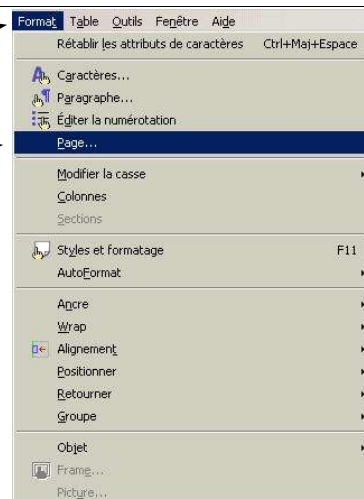 Format Table Outils Fenêtre Aide
Rétablir les attributs de caractères Ctrl+Maj+Espace
Caractères...
Paragraphe...
Éditer la numérotation
Page...
Modifier la casse
Colonnes
Sections
Styles et formatage F11
AutoFormat
Ancre
Wrap
Alignement
Positionner
Retourner
Groupe
Objet
Frame...
Picture...